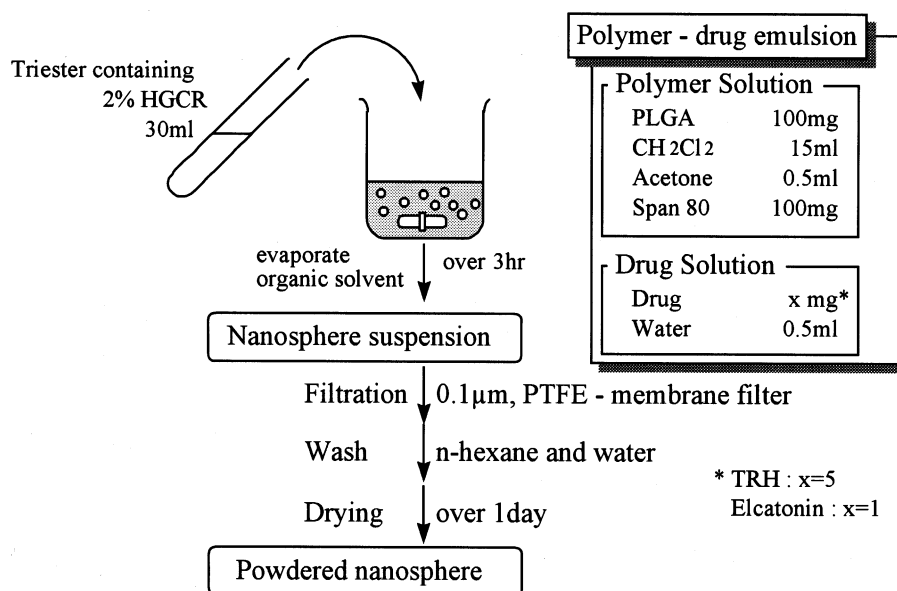 Triester containing
2% HGCR
30ml
evaporate
organic solvent
over 3hr
Nanosphere suspension
Filtration 0.1µm, PTFE - membrane filter
Wash n-hexane and water
Drying over 1day
Powdered nanosphere
Polymer - drug emulsion
Polymer Solution
PLGA 100mg
CH2Cl2 15ml
Acetone 0.5ml
Span 80 100mg
Drug Solution
Drug x mg*
Water 0.5ml
* TRH : x=5
Elcatonin : x=1